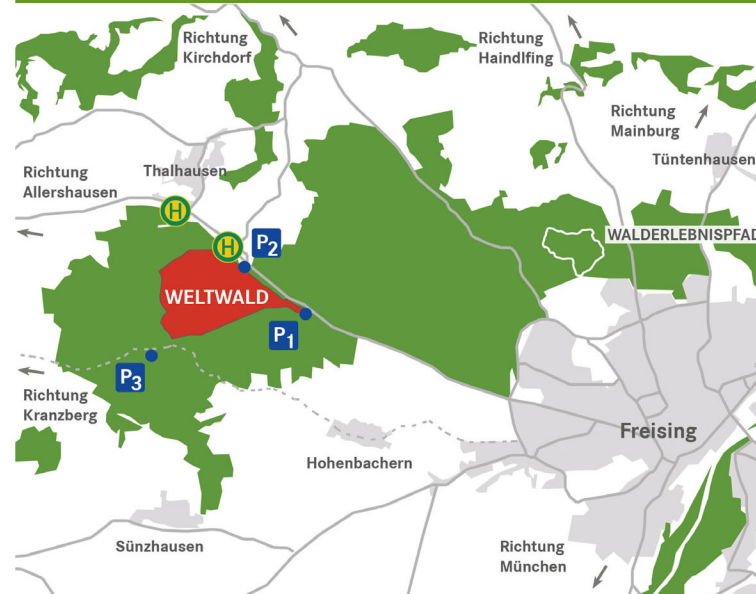 Richtung
Kirchdorf
Richtung
Haindlfing
Richtung
Mainburg
Tüntenhausen
Richtung
Allershausen
Thalhausen
H
H
P2
WALDERLEBNISPFAD
WELTWALD
P1
P3
Richtung
Kranzberg
Freising
Hohenbachern
Sünzhausen
Richtung
München